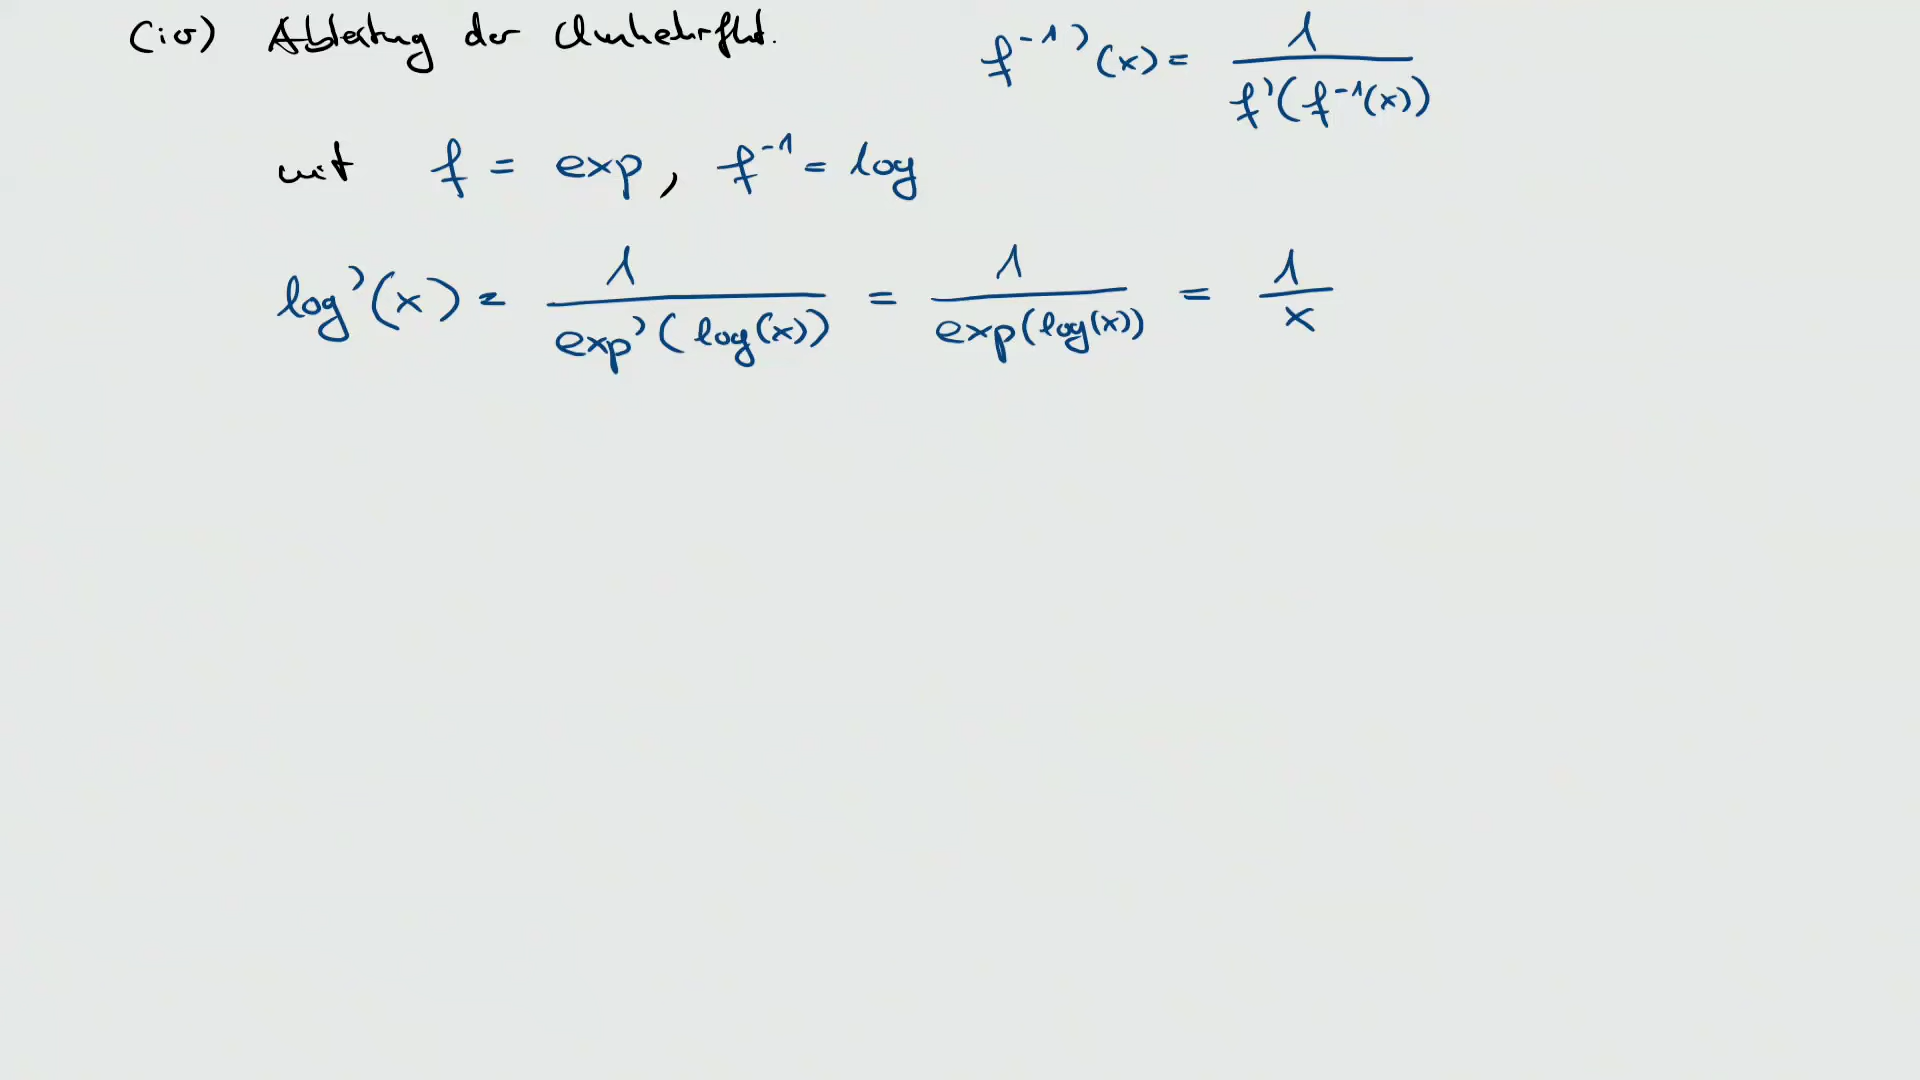 (iv) Ableitung der Umkehrfkt. f⁻¹'(x) = 1 / f'(f⁻¹(x))
mit f = exp, f⁻¹ = log
log'(x) = 1 / exp'(log(x)) = 1 / exp(log(x)) = 1 / x